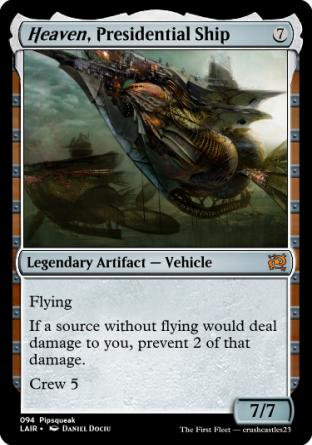 Heaven, Presidential Ship 7
Legendary Artifact — Vehicle
Flying
If a source without flying would deal
damage to you, prevent 2 of that
damage.
Crew 5
7/7
094 Pipsqueak
LAIR • Daniel Dociu
The First Fleet — crushcastles23